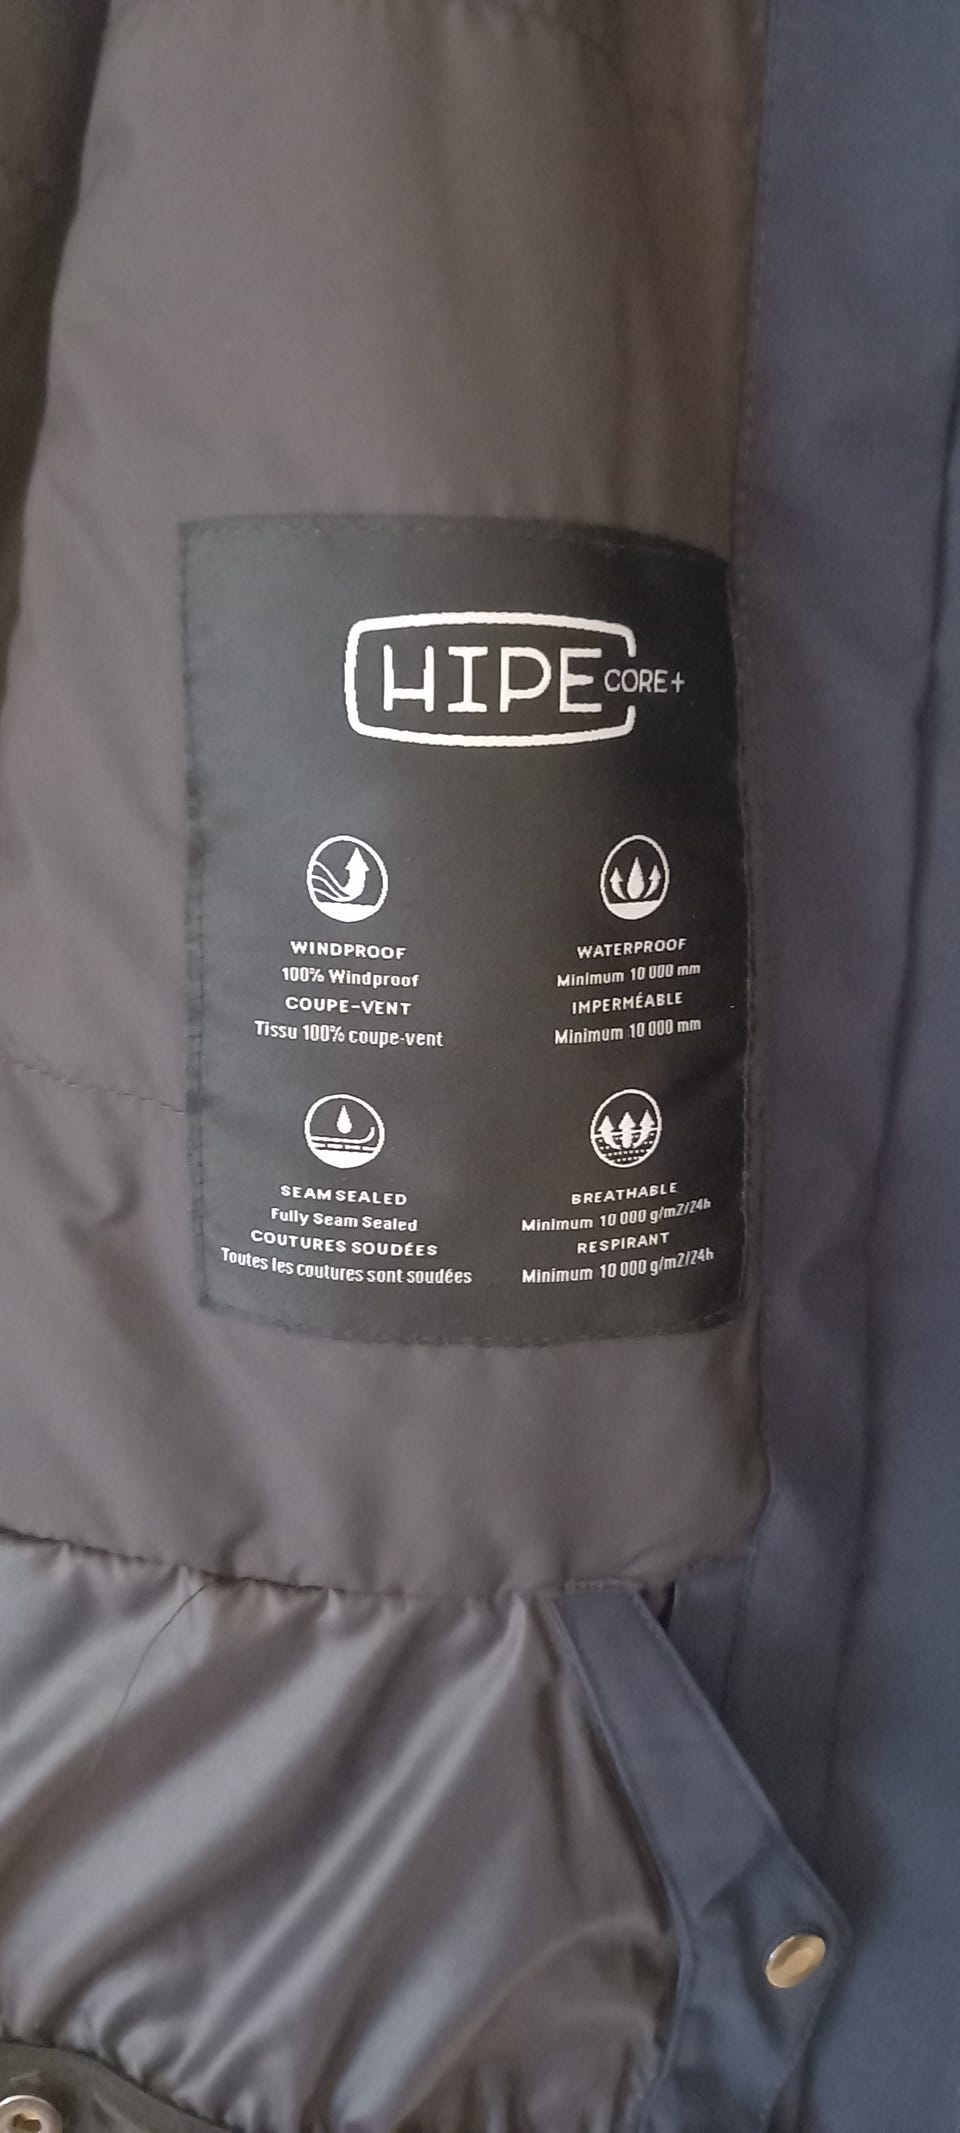 HIPE CORE+
WINDPROOF
100% Windproof
COUPE-VENT
Tissu 100% coupe-vent
WATERPROOF
Minimum 10 000 mm
IMPERMÉABLE
Minimum 10 000 mm
SEAM SEALED
Fully Seam Sealed
COUTURES SOUDÉES
Toutes les coutures sont soudées
BREATHABLE
Minimum 10 000 g/m2/24h
RESPIRANT
Minimum 10 000 g/m2/24h